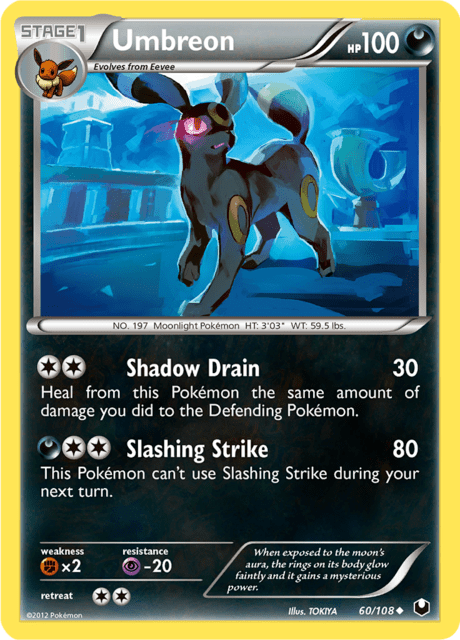 STAGE1
Umbreon
HP100
Evolves from Eevee
NO. 197 Moonlight Pokémon HT: 3'03" WT: 59.5 lbs.
Shadow Drain 30
Heal from this Pokémon the same amount of
damage you did to the Defending Pokémon.
Slashing Strike 80
This Pokémon can't use Slashing Strike during your
next turn.
weakness
×2
resistance
-20
retreat
When exposed to the moon's
aura, the rings on its body glow
faintly and it gains a mysterious
power.
Illus. TOKIYA
60/108
©2012 Pokémon